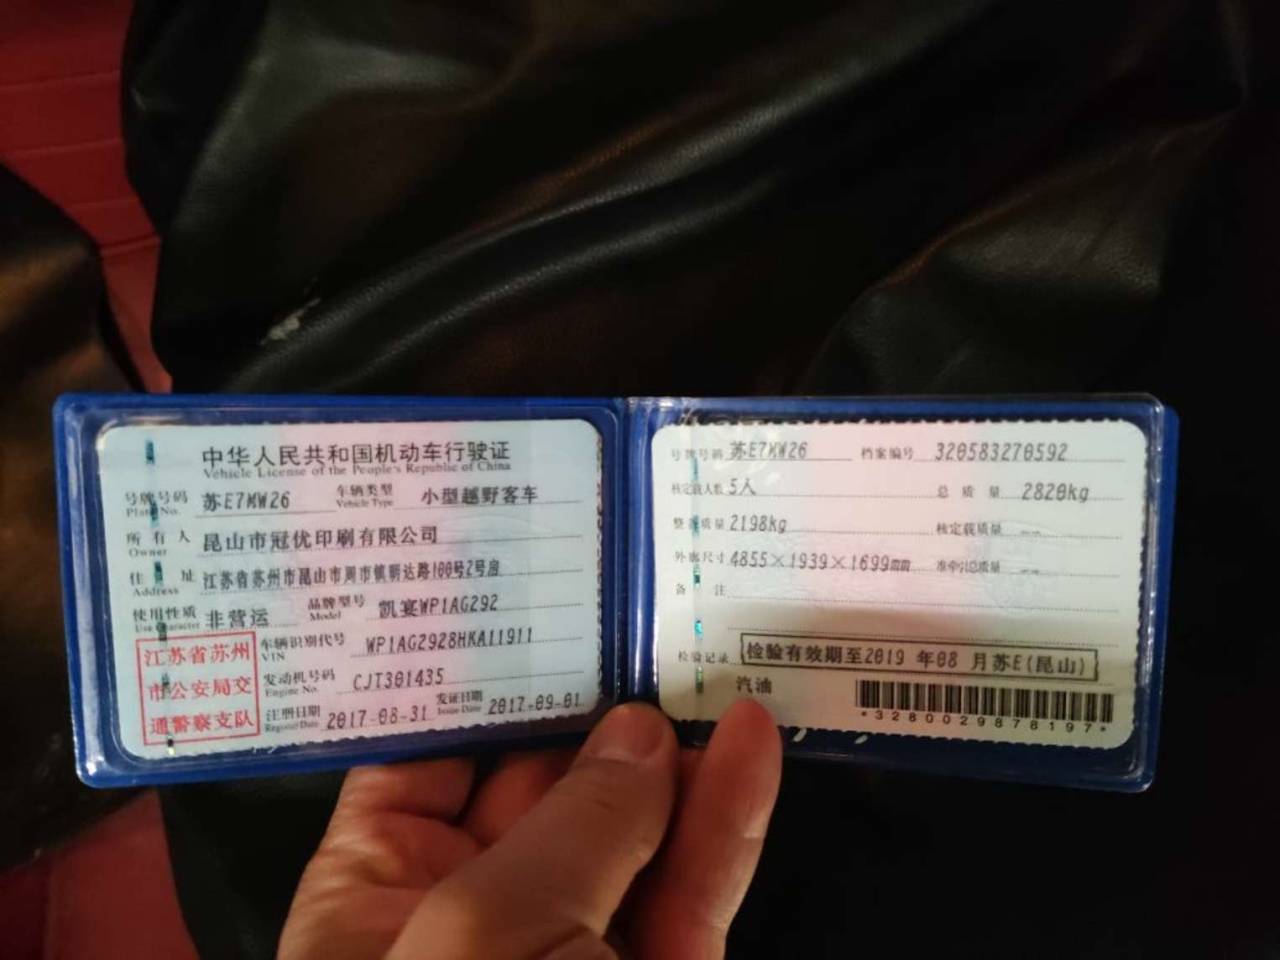 中华人民共和国机动车行驶证
Vehicle License of the People's Republic of China
号牌号码 苏E7MW26 车辆类型 小型越野客车
Plate No. Vehicle Type
所有人 昆山市冠优印刷有限公司
Owner
住址 江苏省苏州市昆山市周市镇朝达路100号2号房
Address
使用性质 非营运 品牌型号 凯宴WP1AG292
Use Character Model
江苏省苏州
市公安局交
通警察支队
车辆识别代号 WP1AG2928HKA11911
VIN
发动机号码 CJT301435
Engine No.
注册日期 2017-08-31 发证日期 2017-09-01
Register Date Issue Date
号牌号码 苏E7MW26 档案编号 320583270592
核定载人数 5人 总质量 2820kg
整备质量 2198kg 核定载质量 --
外廓尺寸 4855×1939×1699mm 准牵引总质量 --
备注
检验记录 检验有效期至2019年08月苏E(昆山)
汽油
*3280029878197*